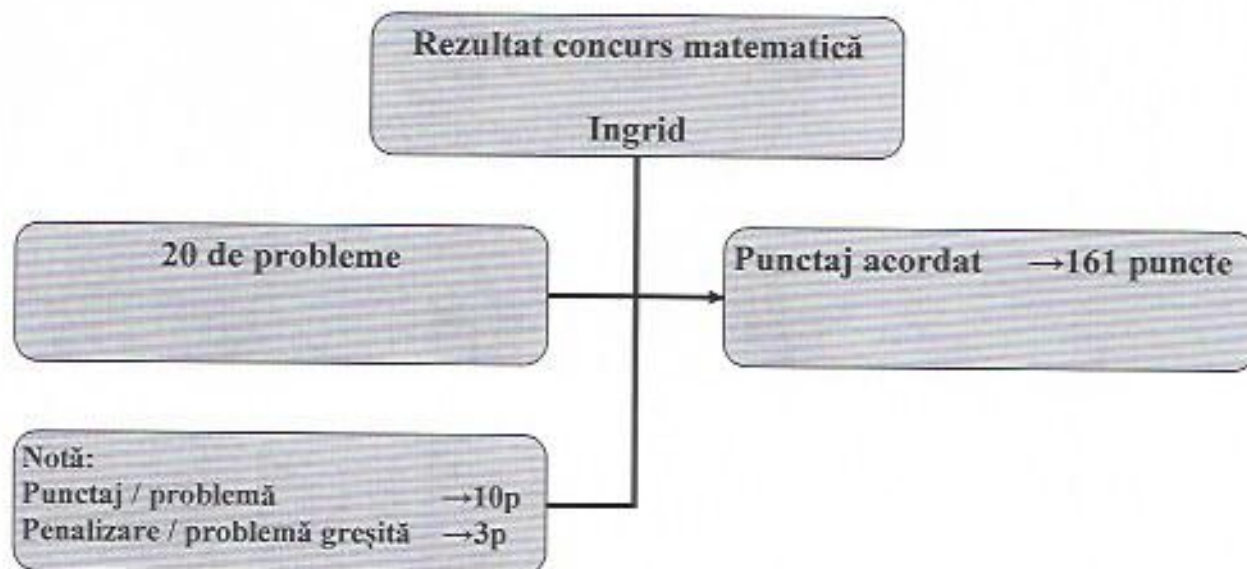 Rezultat concurs matematică
Ingrid
20 de probleme
Punctaj acordat →161 puncte
Notă:
Punctaj / problemă →10p
Penalizare / problemă greșită →3p